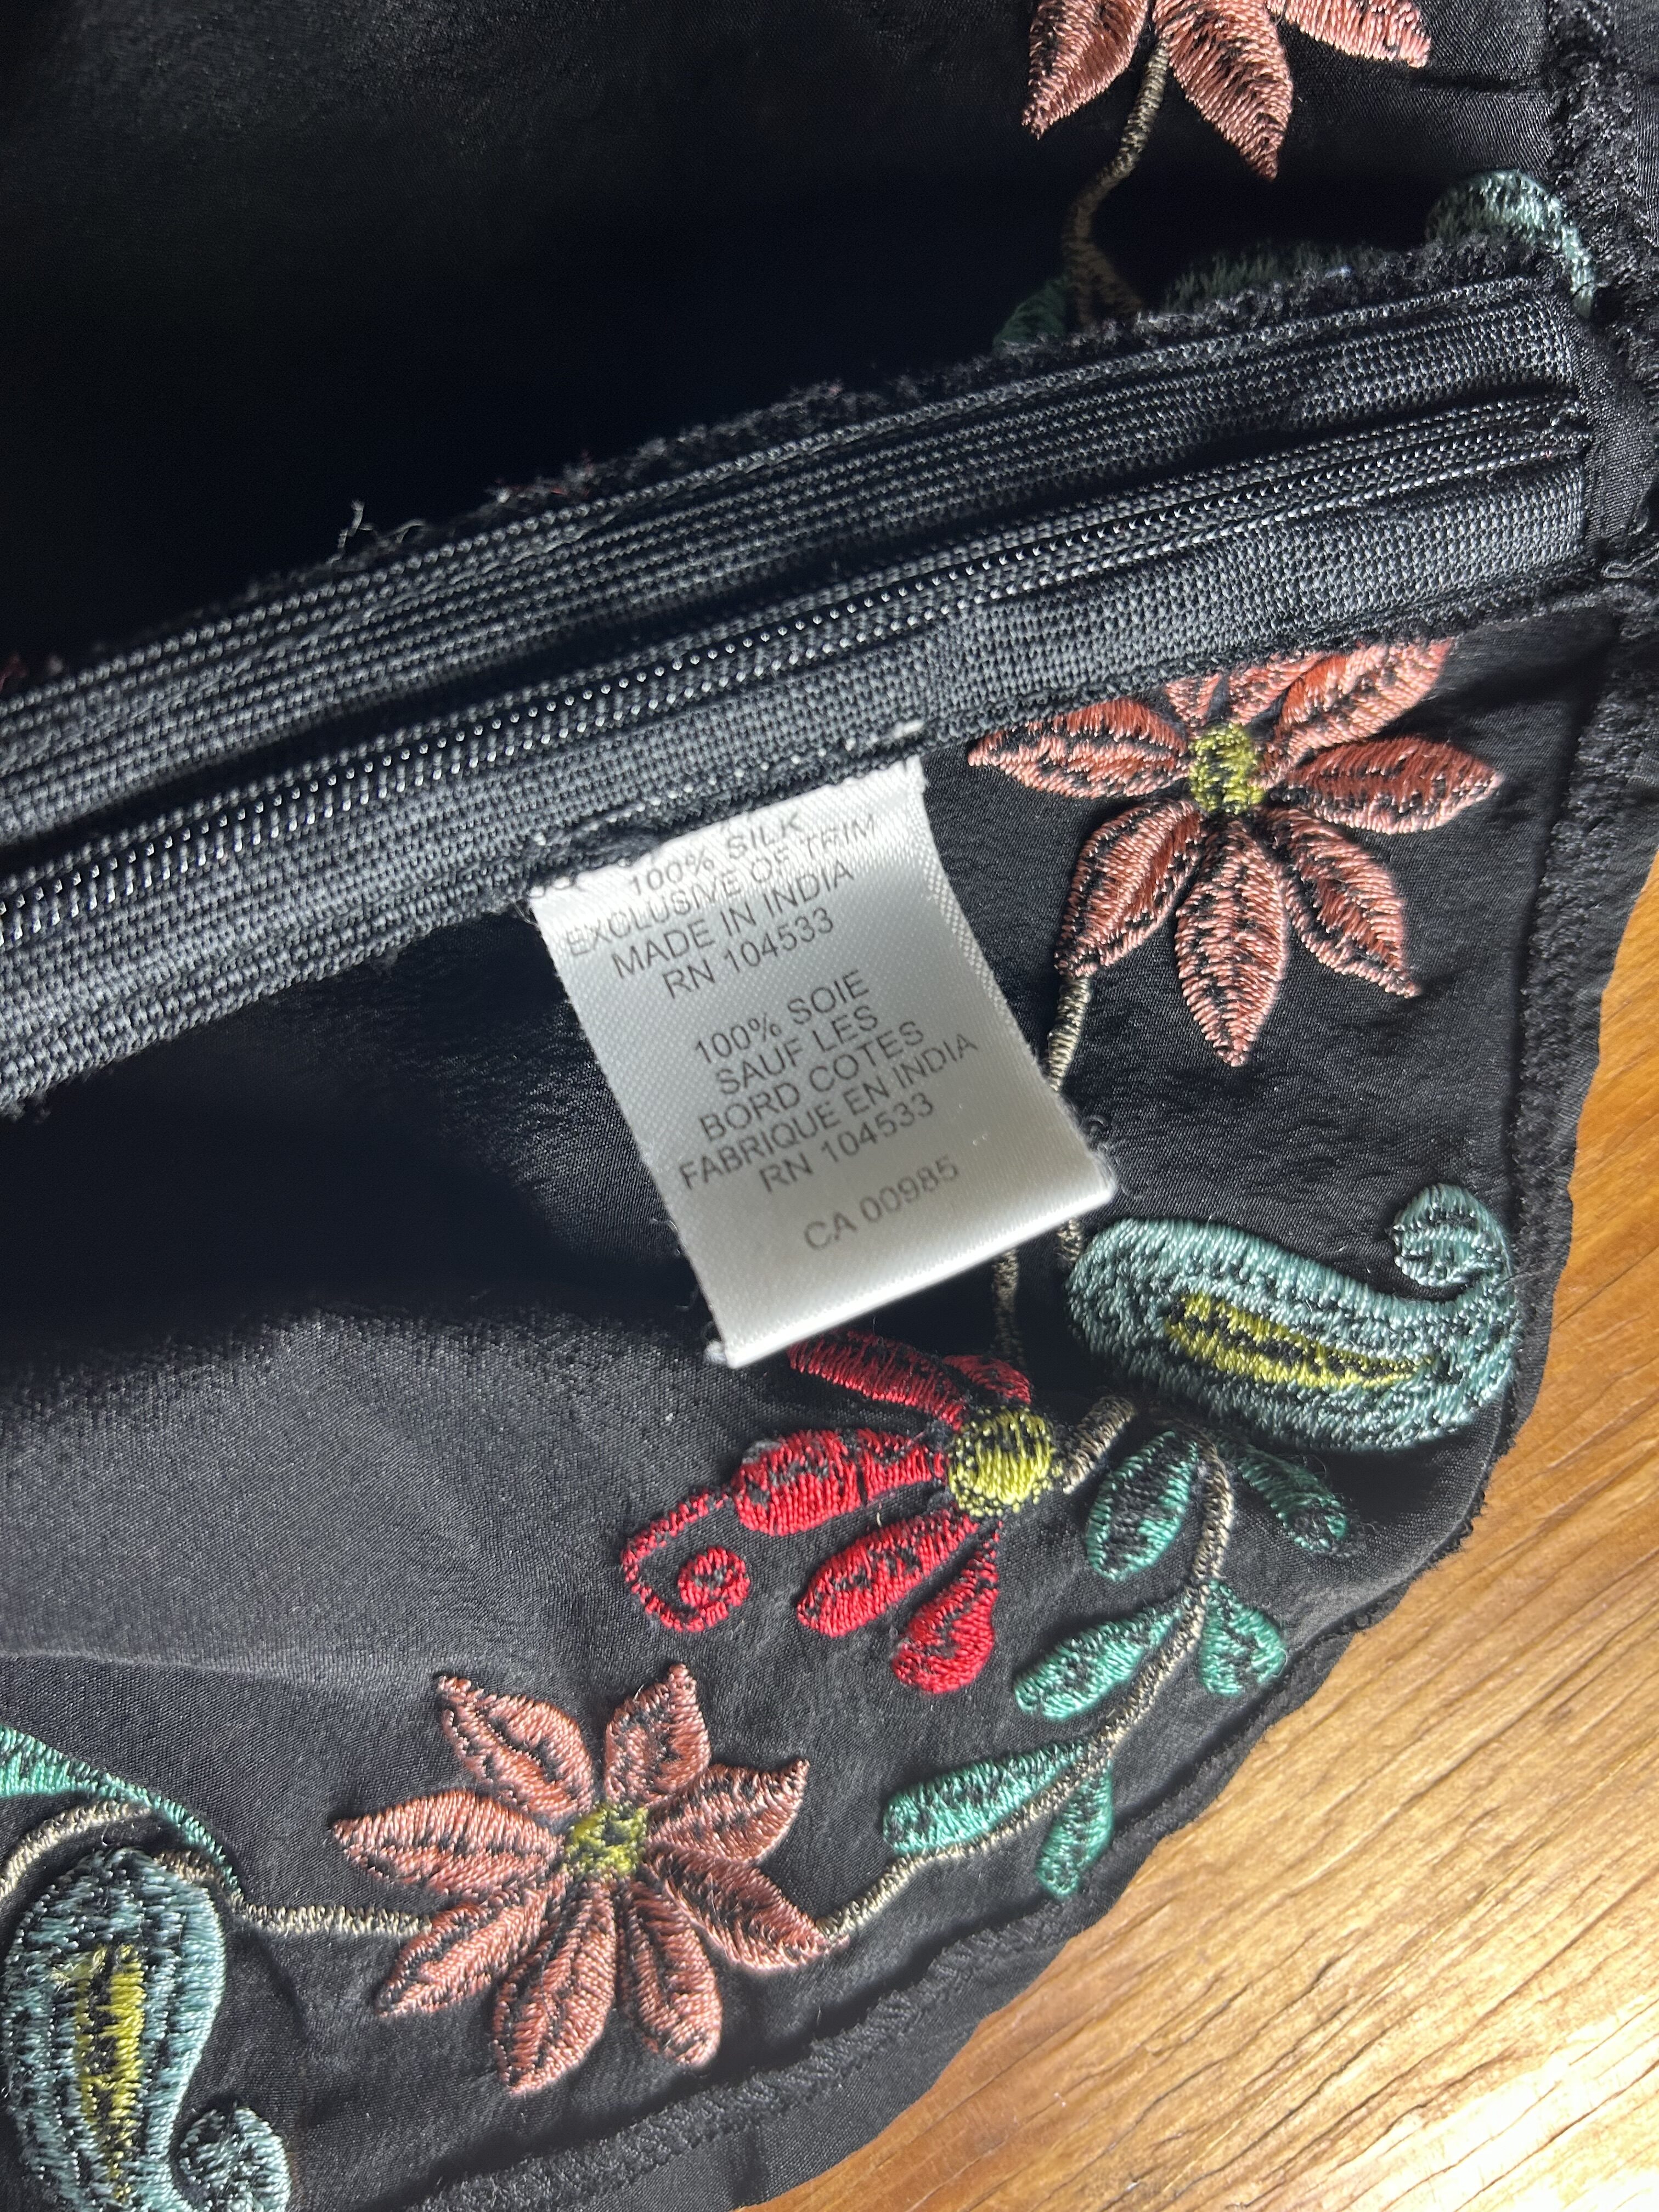 100% SILK
EXCLUSIVE OF TRIM
MADE IN INDIA
RN 104533
100% SOIE
SAUF LES
BORD COTES
FABRIQUE EN INDIA
RN 104533
CA 00985